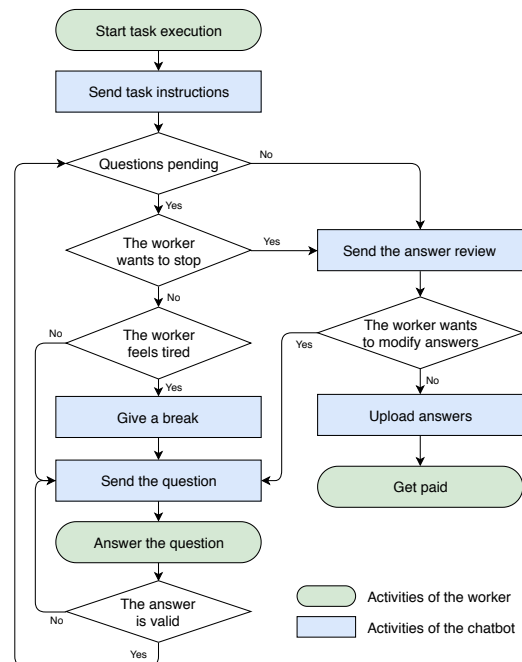 Start task execution
Send task instructions
Questions pending
No
Yes
The worker
wants to stop
Yes
Send the answer review
No
No
The worker
feels tired
Yes
The worker wants
to modify answers
Yes
No
Give a break
Upload answers
Send the question
Get paid
Answer the question
The answer
is valid
No
Yes
Activities of the worker
Activities of the chatbot